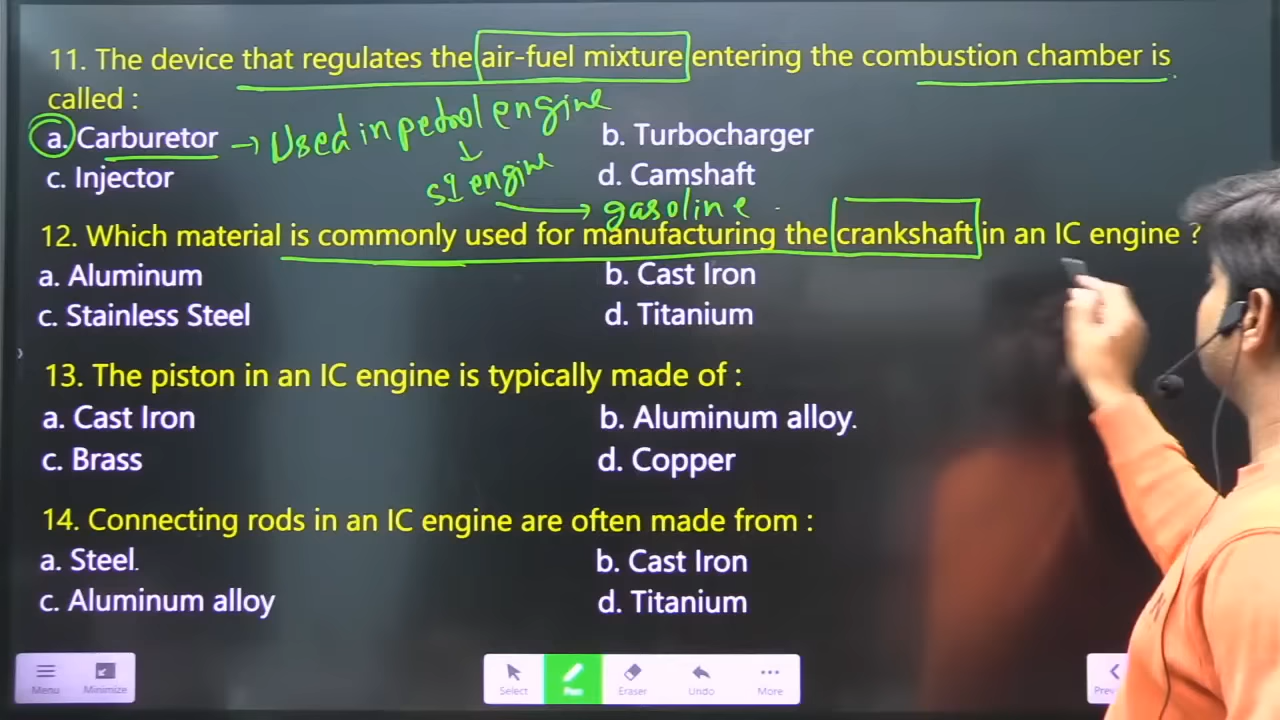 11. The device that regulates the air-fuel mixture entering the combustion chamber is
called :
a. Carburetor → Used in petrol engine
b. Turbocharger
↓
SI engine → gasoline
c. Injector
d. Camshaft
12. Which material is commonly used for manufacturing the crankshaft in an IC engine ?
a. Aluminum
b. Cast Iron
c. Stainless Steel
d. Titanium
13. The piston in an IC engine is typically made of :
a. Cast Iron
b. Aluminum alloy.
c. Brass
d. Copper
14. Connecting rods in an IC engine are often made from :
a. Steel.
b. Cast Iron
c. Aluminum alloy
d. Titanium
Menu
Minimize
Select
Pen
Eraser
Undo
More